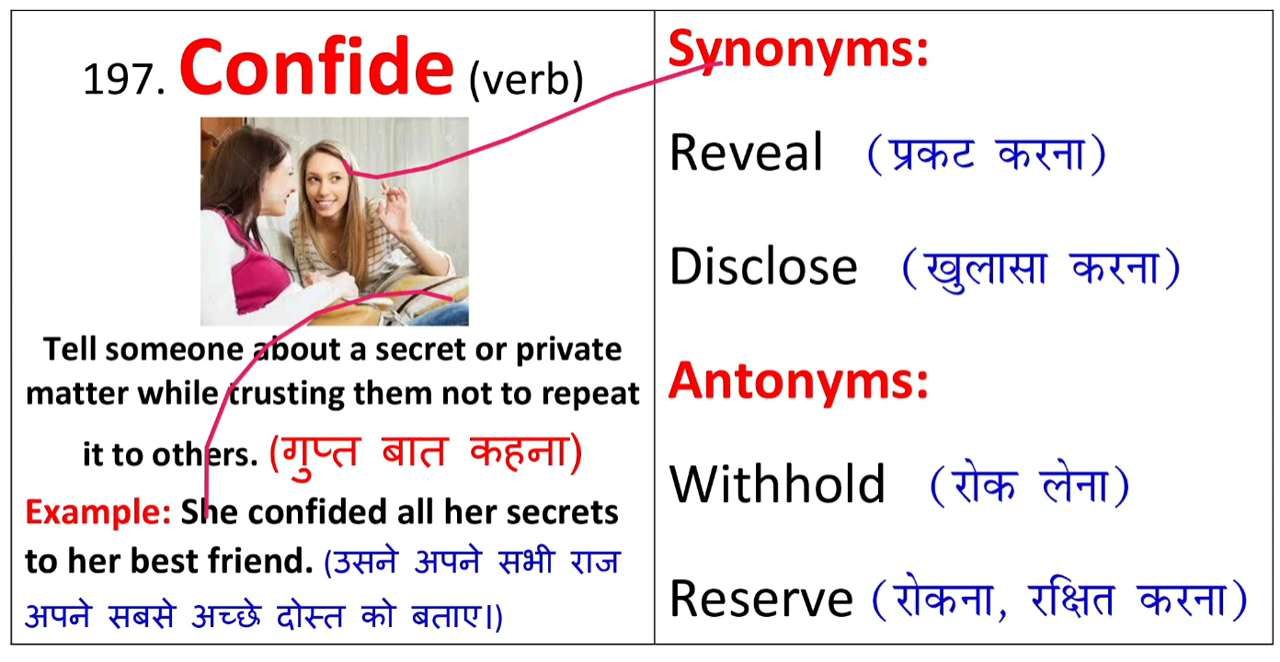 197. Confide (verb)
Tell someone about a secret or private
matter while trusting them not to repeat
it to others. (गुप्त बात कहना)
Example: She confided all her secrets
to her best friend. (उसने अपने सभी राज
अपने सबसे अच्छे दोस्त को बताए।)
Synonyms:
Reveal (प्रकट करना)
Disclose (खुलासा करना)
Antonyms:
Withhold (रोक लेना)
Reserve (रोकना, रक्षित करना)